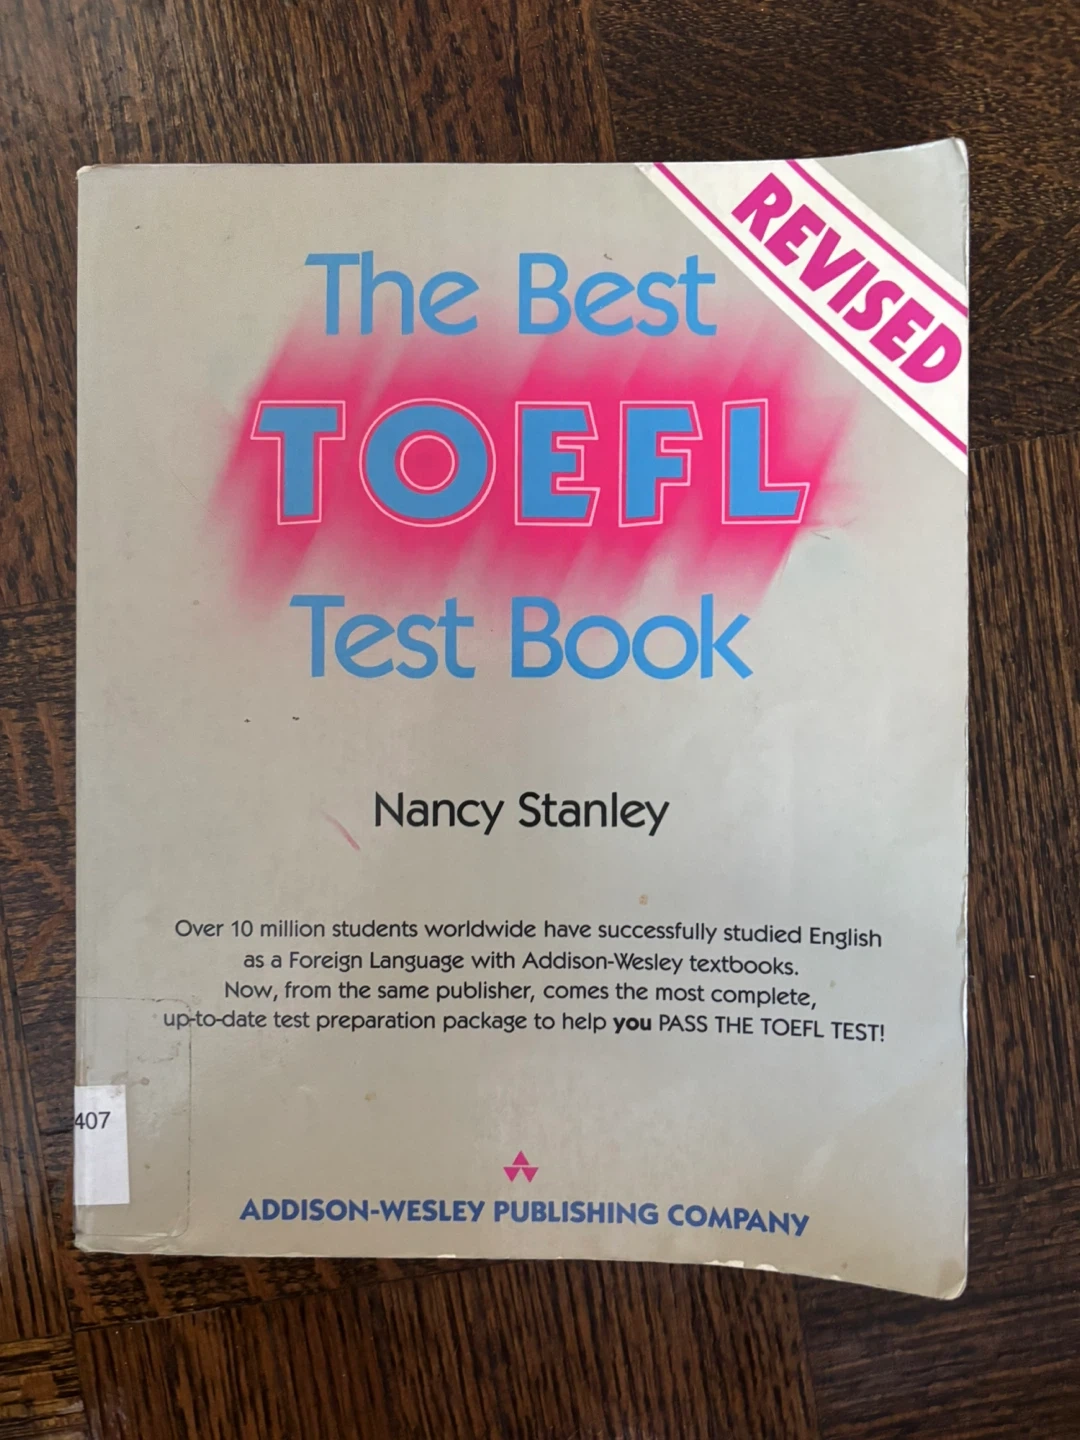 REVISED
The Best
TOEFL
Test Book
Nancy Stanley
Over 10 million students worldwide have successfully studied English
as a Foreign Language with Addison-Wesley textbooks.
Now, from the same publisher, comes the most complete,
up-to-date test preparation package to help you PASS THE TOEFL TEST!
407
ADDISON-WESLEY PUBLISHING COMPANY